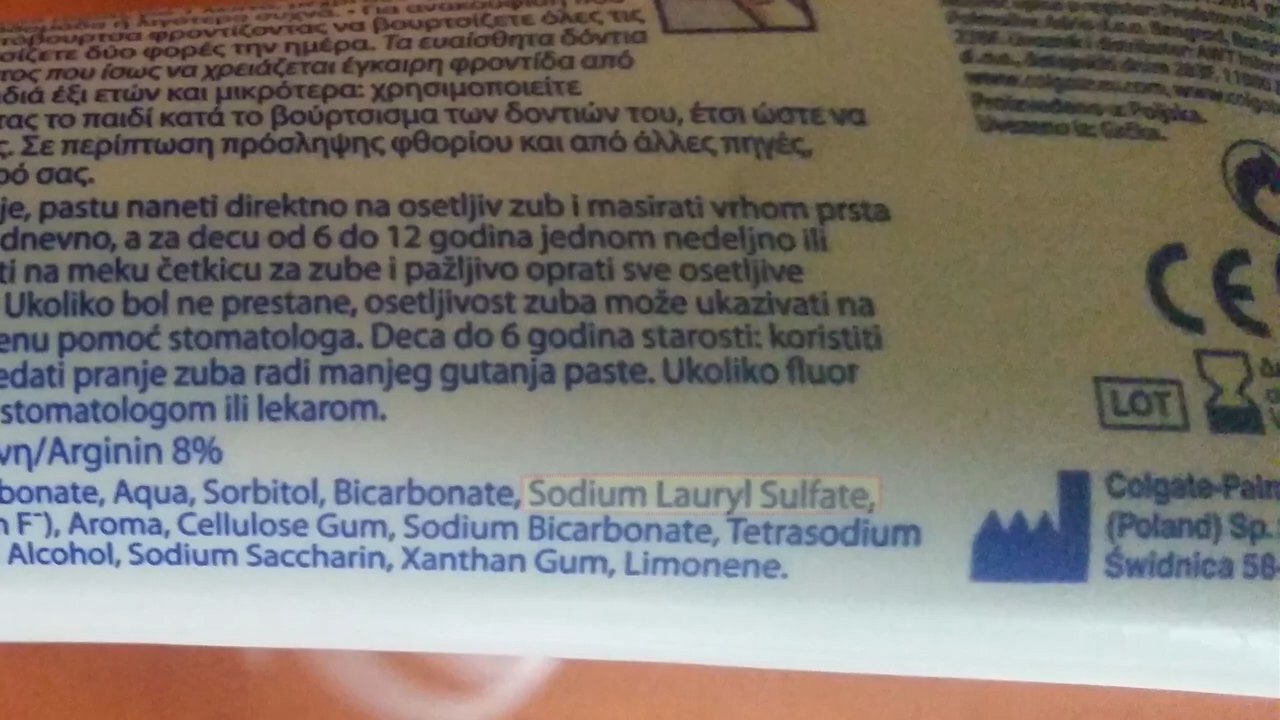 τοβουρτσα φροντίζοντας να βουρτσίζετε όλες τις
σίζετε δύο φορές την ημέρα. Τα ευαίσθητα δόντια
τος που ίσως να χρειάζεται έγκαιρη φροντίδα από
διά έξι ετών και μικρότερα: χρησιμοποιείτε
τας το παιδί κατά το βούρτσισμα των δοντιών του, έτσι ώστε να
ς. Σε περίπτωση πρόσληψης φθορίου και από άλλες πηγές,
ρό σας.
je, pastu naneti direktno na osetljiv zub i masirati vrhom prsta
dnevno, a za decu od 6 do 12 godina jednom nedeljno ili
ti na meku četkicu za zube i pažljivo oprati sve osetljive
Ukoliko bol ne prestane, osetljivost zuba može ukazivati na
enu pomoć stomatologa. Deca do 6 godina starosti: koristiti
edati pranje zuba radi manjeg gutanja paste. Ukoliko fluor
stomatologom ili lekarom.
νη/Arginin 8%
bonate, Aqua, Sorbitol, Bicarbonate, Sodium Lauryl Sulfate,
n F⁻), Aroma, Cellulose Gum, Sodium Bicarbonate, Tetrasodium
Alcohol, Sodium Saccharin, Xanthan Gum, Limonene.
Proizvedeno u Poljska.
CE
LOT
Colgate-Palm
(Poland) Sp.
Świdnica 58-